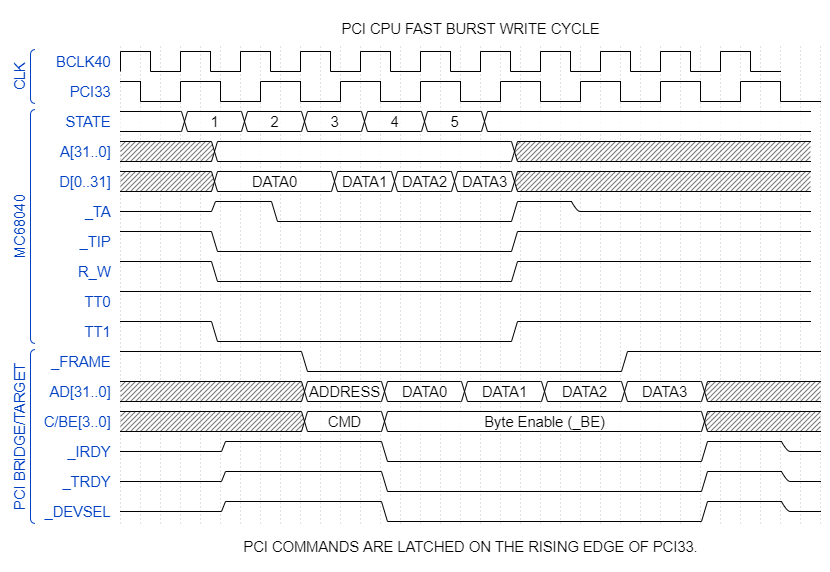 PCI CPU FAST BURST WRITE CYCLE
CLK
BCLK40
PCI33
MC68040
STATE 1 2 3 4 5
A[31..0]
D[0..31] DATA0 DATA1 DATA2 DATA3
_TA
_TIP
R_W
TT0
TT1
PCI BRIDGE/TARGET
_FRAME
AD[31..0] ADDRESS DATA0 DATA1 DATA2 DATA3
C/BE[3..0] CMD Byte Enable (_BE)
_IRDY
_TRDY
_DEVSEL
PCI COMMANDS ARE LATCHED ON THE RISING EDGE OF PCI33.